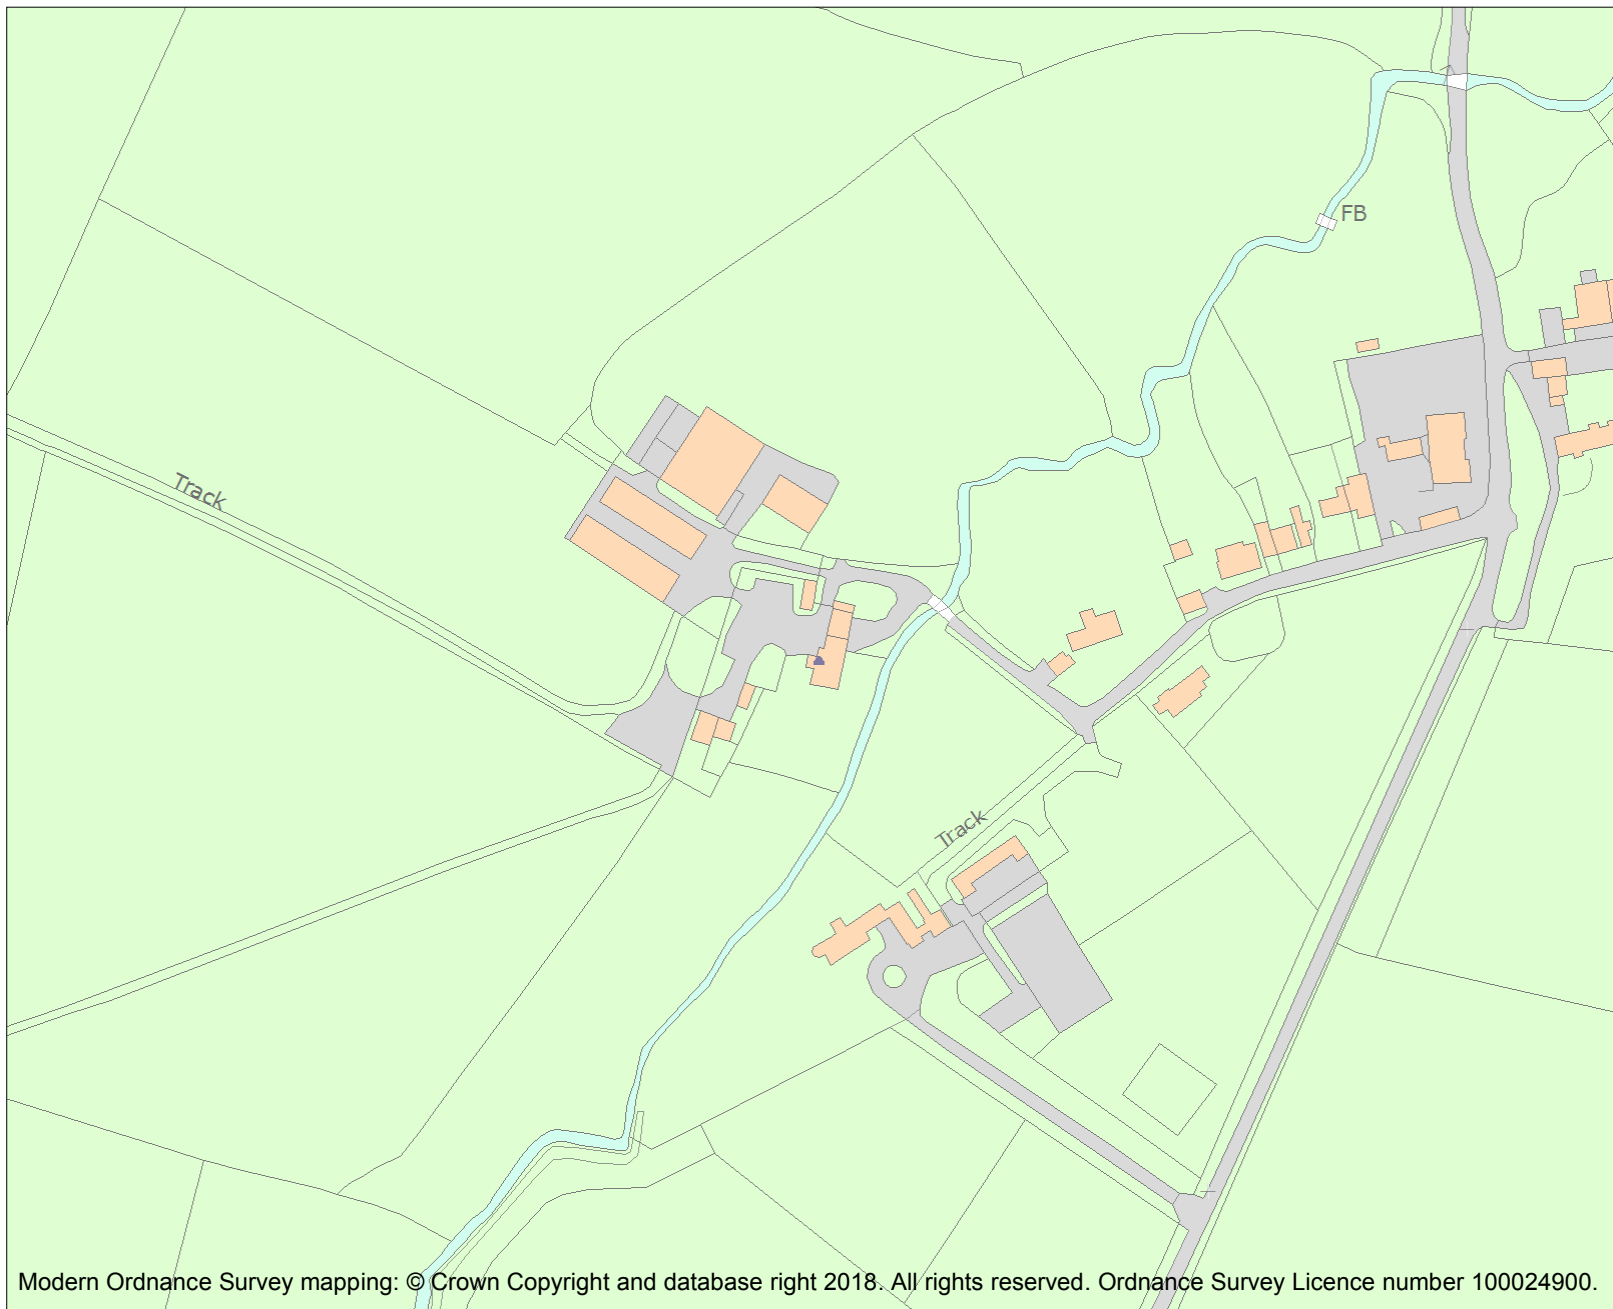 FB
Track
Track
Modern Ordnance Survey mapping: © Crown Copyright and database right 2018. All rights reserved. Ordnance Survey Licence number 100024900.